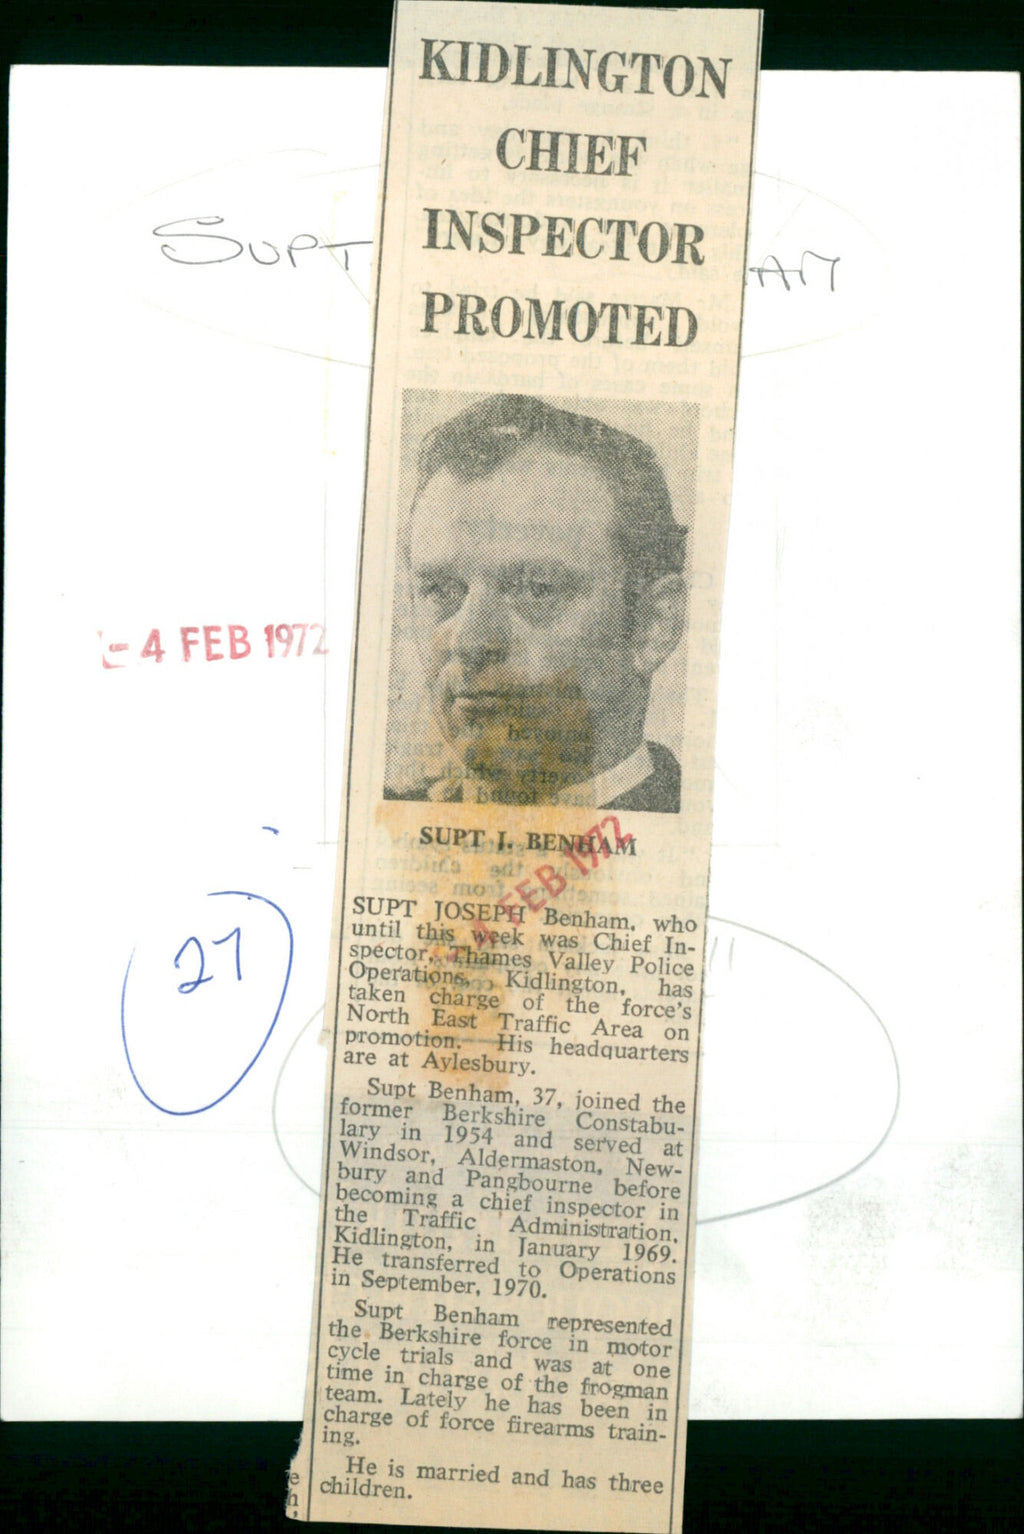 KIDLINGTON
CHIEF
INSPECTOR
PROMOTED
SUPT
AM
- 4 FEB 1972
SUPT J. BENHAM
4 FEB 1972
27
SUPT JOSEPH Benham, who
until this week was Chief In-
spector, Thames Valley Police
Operations, Kidlington, has
taken charge of the force's
North East Traffic Area on
promotion. His headquarters
are at Aylesbury.
Supt Benham, 37, joined the
former Berkshire Constabu-
lary in 1954 and served at
Windsor, Aldermaston, New-
bury and Pangbourne before
becoming a chief inspector in
the Traffic Administration,
Kidlington, in January 1969.
He transferred to Operations
in September, 1970.
Supt Benham represented
the Berkshire force in motor
cycle trials and was at one
time in charge of the frogman
team. Lately he has been in
charge of force firearms train-
ing.
He is married and has three
children.
e
h
,